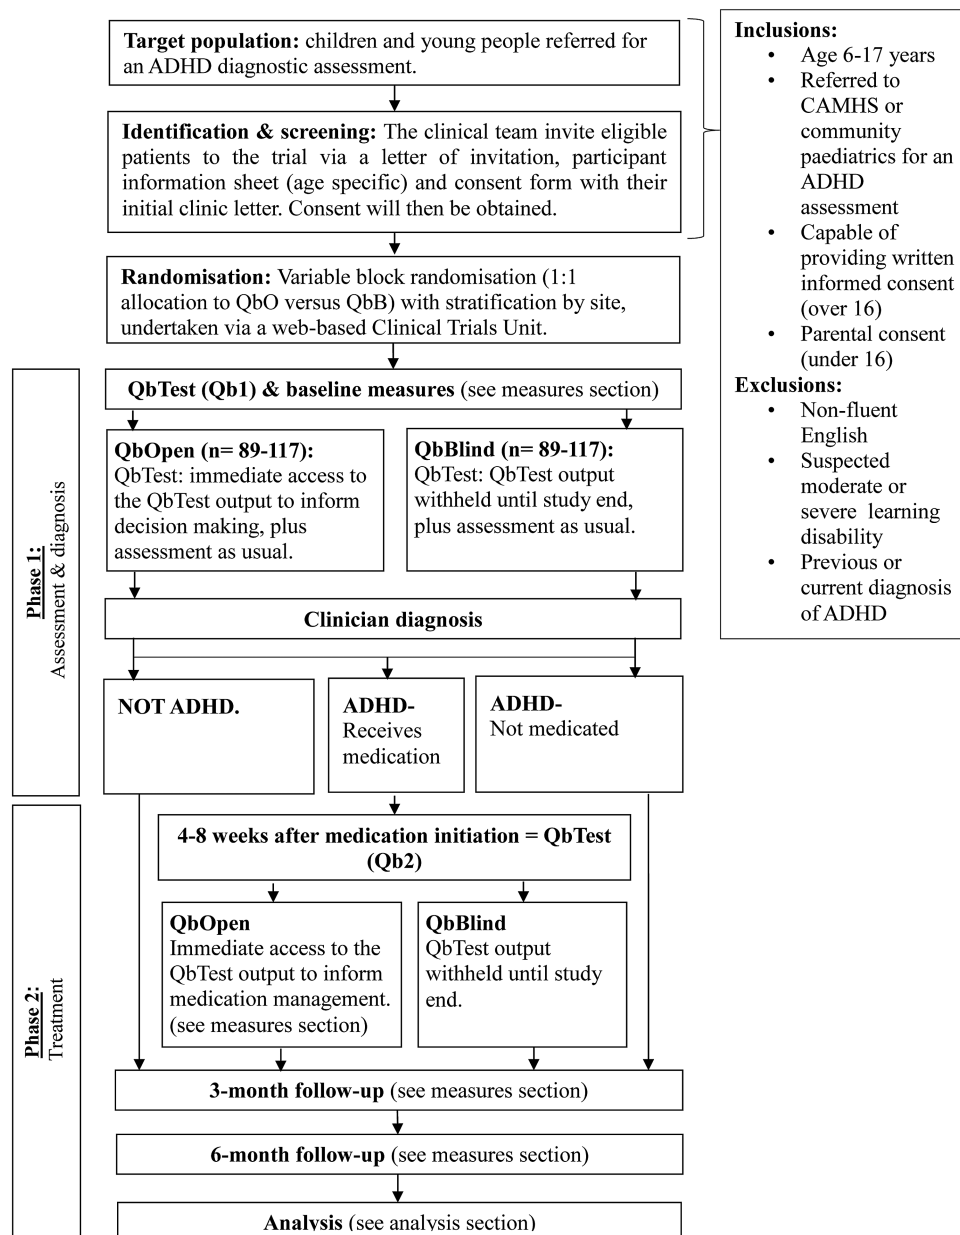 Target population: children and young people referred for
an ADHD diagnostic assessment.
Identification & screening: The clinical team invite eligible
patients to the trial via a letter of invitation, participant
information sheet (age specific) and consent form with their
initial clinic letter. Consent will then be obtained.
Randomisation: Variable block randomisation (1:1
allocation to QbO versus QbB) with stratification by site,
undertaken via a web-based Clinical Trials Unit.
Inclusions:
• Age 6-17 years
• Referred to
CAMHS or
community
paediatrics for an
ADHD
assessment
• Capable of
providing written
informed consent
(over 16)
• Parental consent
(under 16)
Exclusions:
• Non-fluent
English
• Suspected
moderate or
severe learning
disability
• Previous or
current diagnosis
of ADHD
Phase 1:
Assessment & diagnosis
QbTest (Qb1) & baseline measures (see measures section)
QbOpen (n= 89-117):
QbTest: immediate access to
the QbTest output to inform
decision making, plus
assessment as usual.
QbBlind (n= 89-117):
QbTest: QbTest output
withheld until study end,
plus assessment as usual.
Clinician diagnosis
NOT ADHD.
ADHD-
Receives
medication
ADHD-
Not medicated
Phase 2:
Treatment
4-8 weeks after medication initiation = QbTest
(Qb2)
QbOpen
Immediate access to the
QbTest output to inform
medication management.
(see measures section)
QbBlind
QbTest output
withheld until study
end.
3-month follow-up (see measures section)
6-month follow-up (see measures section)
Analysis (see analysis section)